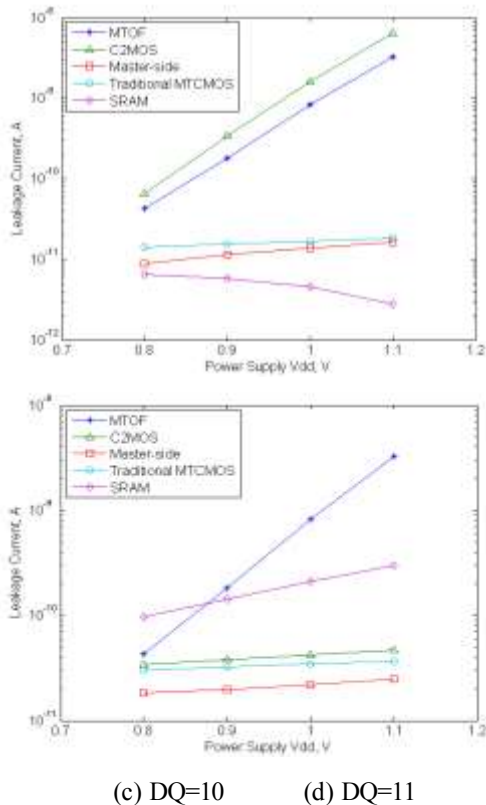 10⁻⁸
MTOF
C2MOS
Master-side
Traditional MTCMOS
SRAM
10⁻⁹
Leakage Current, A
10⁻¹⁰
10⁻¹¹
10⁻¹²
0.7 0.8 0.9 1 1.1 1.2
Power Supply Vdd, V
10⁻⁸
MTOF
C2MOS
Master-side
Traditional MTCMOS
SRAM
10⁻⁹
Leakage Current, A
10⁻¹⁰
10⁻¹¹
0.7 0.8 0.9 1 1.1 1.2
Power Supply Vdd, V
(c) DQ=10 (d) DQ=11